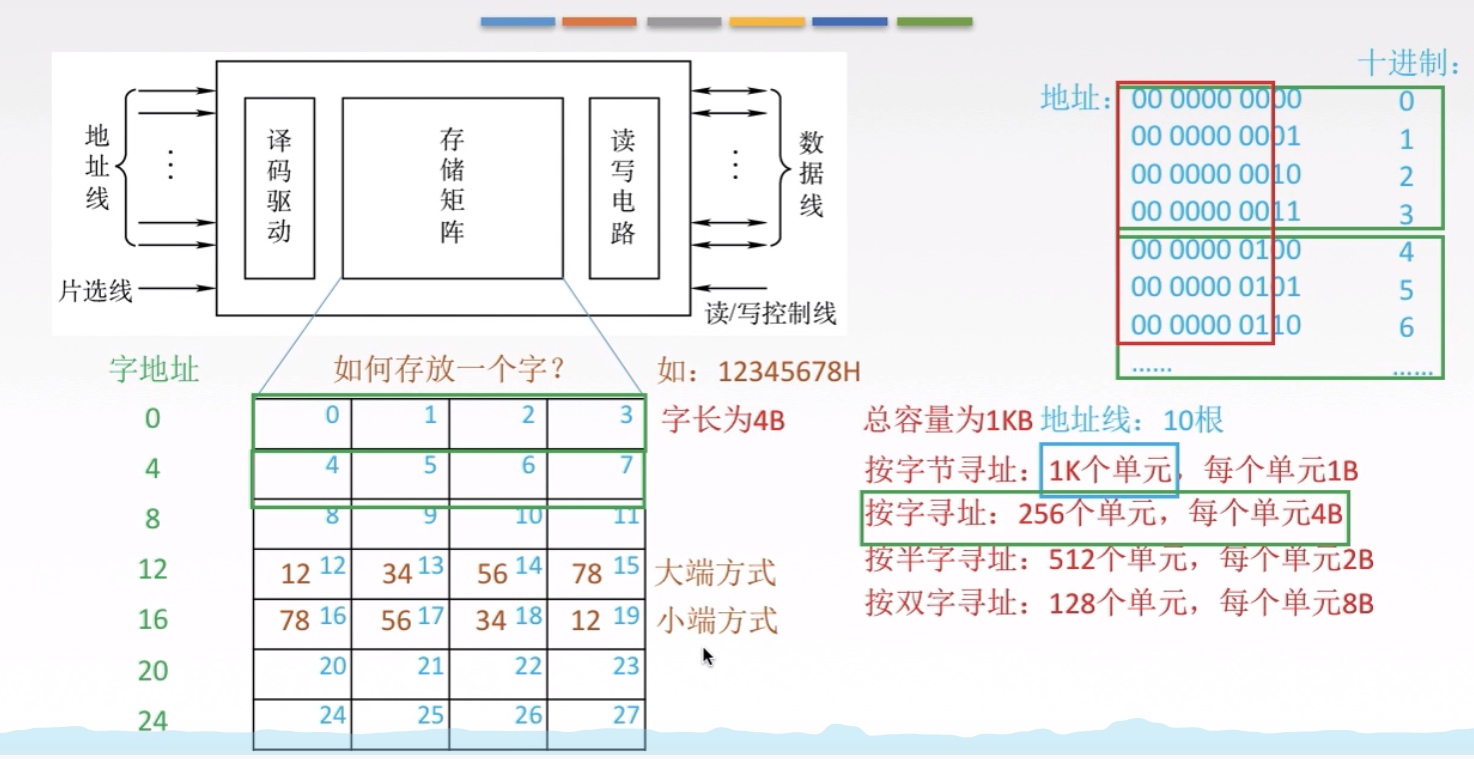 地址线
⋮
译码驱动
存储矩阵
读写电路
⋮
数据线
片选线
读/写控制线
十进制：
地址：
00 0000 0000 0
00 0000 0001 1
00 0000 0010 2
00 0000 0011 3
00 0000 0100 4
00 0000 0101 5
00 0000 0110 6
...... ......
字地址 如何存放一个字？ 如：12345678H
0 0 1 2 3 字长为4B
4 4 5 6 7
8 8 9 10 11
12 12 12 34 13 56 14 78 15 大端方式
16 78 16 56 17 34 18 12 19 小端方式
20 20 21 22 23
24 24 25 26 27
总容量为1KB 地址线：10根
按字节寻址：1K个单元，每个单元1B
按字寻址：256个单元，每个单元4B
按半字寻址：512个单元，每个单元2B
按双字寻址：128个单元，每个单元8B